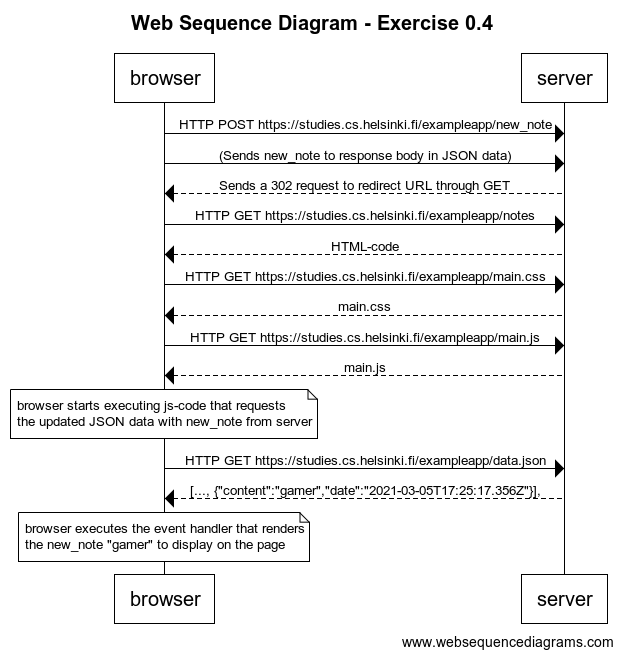 Web Sequence Diagram - Exercise 0.4
browser
server
HTTP POST https://studies.cs.helsinki.fi/exampleapp/new_note
(Sends new_note to response body in JSON data)
Sends a 302 request to redirect URL through GET
HTTP GET https://studies.cs.helsinki.fi/exampleapp/notes
HTML-code
HTTP GET https://studies.cs.helsinki.fi/exampleapp/main.css
main.css
HTTP GET https://studies.cs.helsinki.fi/exampleapp/main.js
main.js
browser starts executing js-code that requests
the updated JSON data with new_note from server
HTTP GET https://studies.cs.helsinki.fi/exampleapp/data.json
[..., {"content":"gamer","date":"2021-03-05T17:25:17.356Z"}],
browser executes the event handler that renders
the new_note "gamer" to display on the page
browser
server
www.websequencediagrams.com